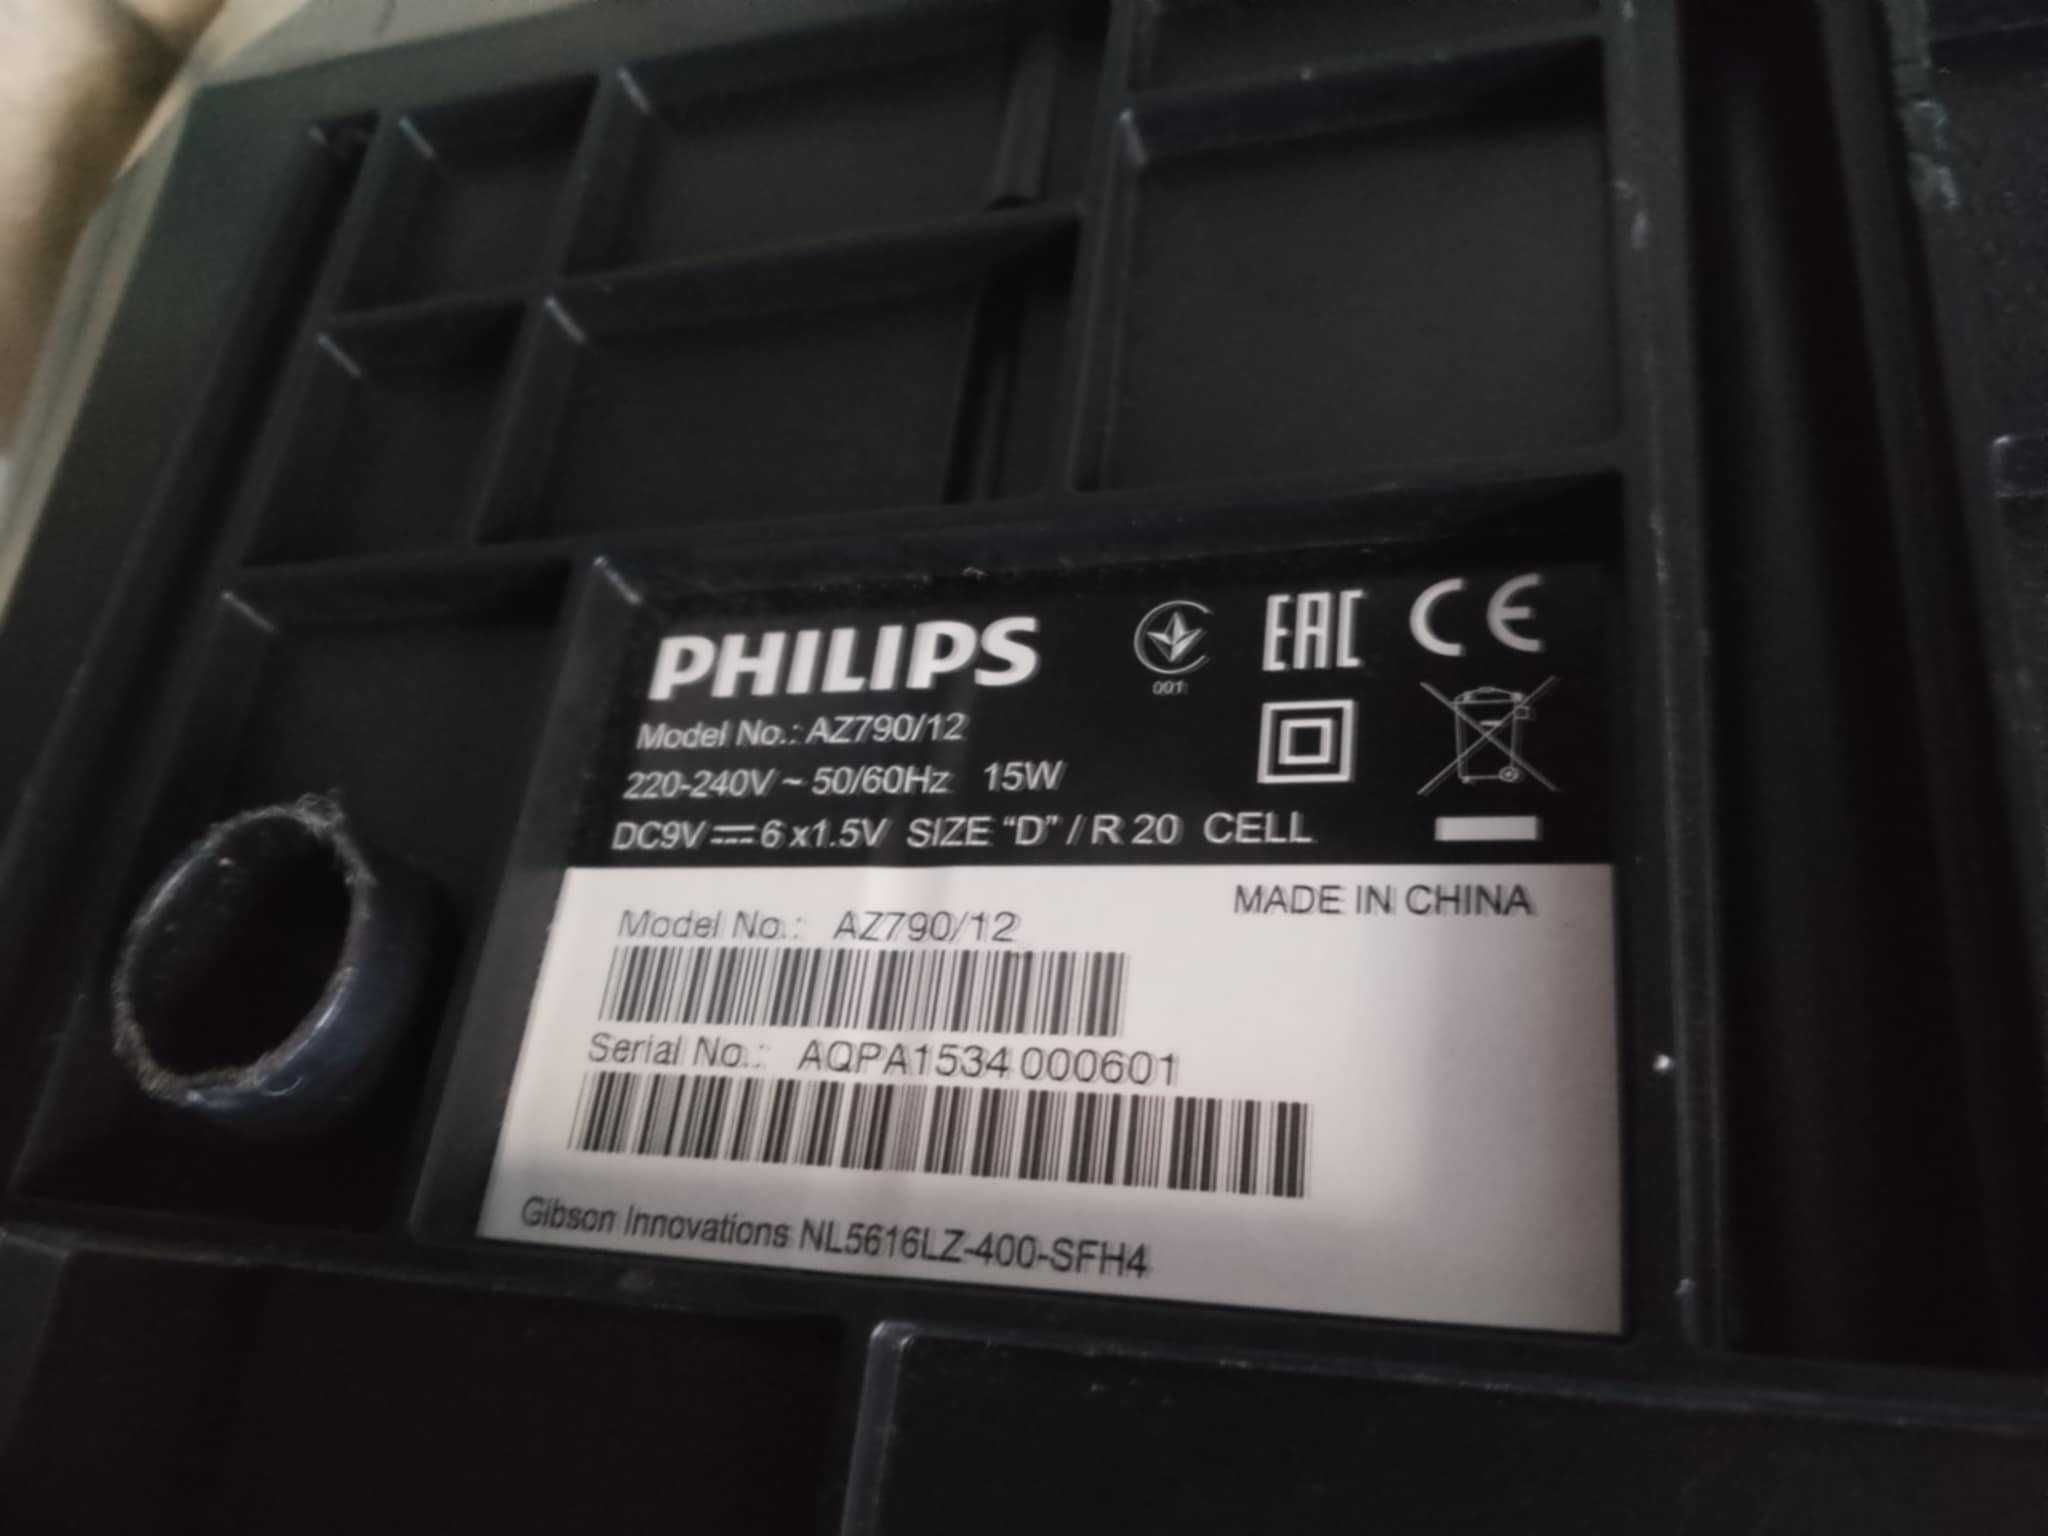 PHILIPS
001
EAC CE
Model No.: AZ790/12
220-240V ~ 50/60Hz 15W
DC9V ⎓ 6 x1.5V SIZE “D” / R 20 CELL
MADE IN CHINA
Model No.: AZ790/12
Serial No.: AQPA1534 000601
Gibson Innovations NL5616LZ-400-SFH4